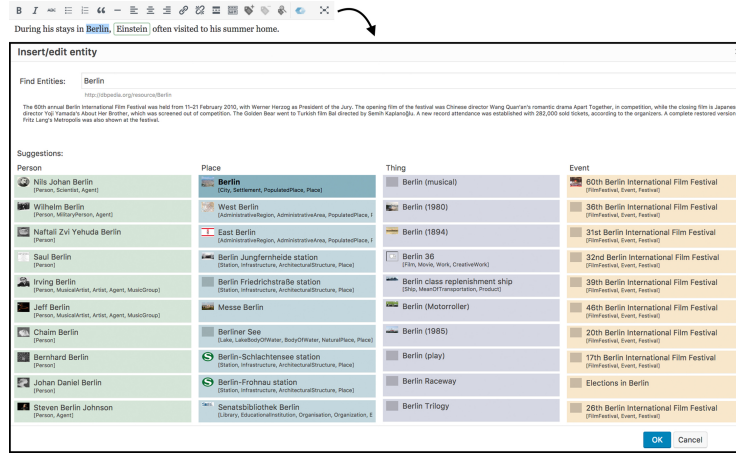 B I ABC
During his stays in Berlin, Einstein often visited to his summer home.
Insert/edit entity
Find Entities: Berlin
http://dbpedia.org/resource/Berlin
The 60th annual Berlin International Film Festival was held from 11–21 February 2010, with Werner Herzog as President of the Jury. The opening film of the festival was Chinese director Wang Quan'an's romantic drama Apart Together, in competition, while the closing film is Japanese
director Yoji Yamada's About Her Brother, which was screened out of competition. The Golden Bear went to Turkish film Bal directed by Semih Kaplanoğlu. A new record attendance was established with 282,000 sold tickets, according to the organizers. A complete restored version
Fritz Lang's Metropolis was also shown at the festival.
Suggestions:
Person Place Thing Event
Nils Johan Berlin Berlin Berlin (musical) 60th Berlin International Film Festival
[Person, Scientist, Agent] [City, Settlement, PopulatedPlace, Place] [FilmFestival, Event, Festival]
Wilhelm Berlin West Berlin Berlin (1980) 36th Berlin International Film Festival
[Person, MilitaryPerson, Agent] [AdministrativeRegion, AdministrativeArea, PopulatedPlace, F [FilmFestival, Event, Festival]
Naftali Zvi Yehuda Berlin East Berlin Berlin (1894) 31st Berlin International Film Festival
[Person] [AdministrativeRegion, AdministrativeArea, PopulatedPlace, F [FilmFestival, Event, Festival]
Saul Berlin Berlin Jungfernheide station Berlin 36 32nd Berlin International Film Festival
[Person] [Station, Infrastructure, ArchitecturalStructure, Place] [Film, Movie, Work, CreativeWork] [FilmFestival, Event, Festival]
Irving Berlin Berlin Friedrichstraße station Berlin class replenishment ship 39th Berlin International Film Festival
[Person, MusicalArtist, Artist, Agent, MusicGroup] [Station, Infrastructure, ArchitecturalStructure, Place] [Ship, MeanOfTransportation, Product] [FilmFestival, Event, Festival]
Jeff Berlin Messe Berlin Berlin (Motorroller) 46th Berlin International Film Festival
[Person, MusicalArtist, Artist, Agent, MusicGroup] [FilmFestival, Event, Festival]
Chaim Berlin Berliner See Berlin (1985) 20th Berlin International Film Festival
[Person] [Lake, LakeBodyOfWater, BodyOfWater, NaturalPlace, Place] [FilmFestival, Event, Festival]
Bernhard Berlin Berlin-Schlachtensee station Berlin (play) 17th Berlin International Film Festival
[Person] [Station, Infrastructure, ArchitecturalStructure, Place] [FilmFestival, Event, Festival]
Johan Daniel Berlin Berlin-Frohnau station Berlin Raceway Elections in Berlin
[Person] [Station, Infrastructure, ArchitecturalStructure, Place]
Steven Berlin Johnson Senatsbibliothek Berlin Berlin Trilogy 26th Berlin International Film Festival
[Person, Agent] [Library, EducationalInstitution, Organisation, Organization, E [FilmFestival, Event, Festival]
OK Cancel